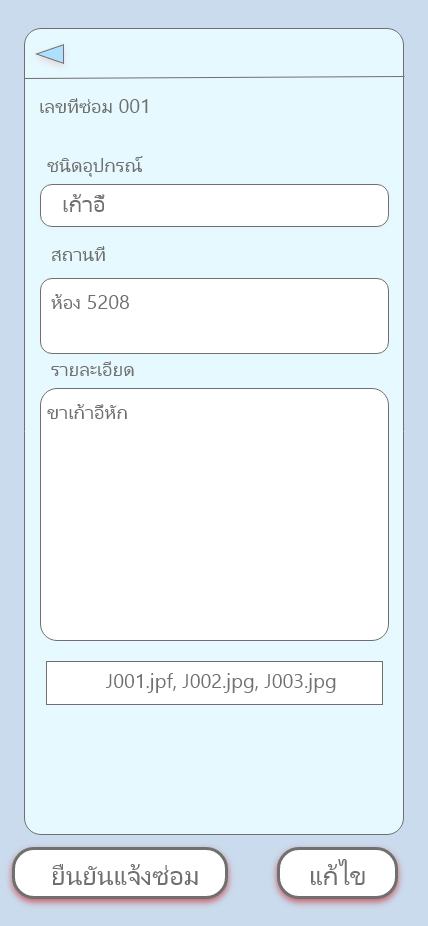 เลขที่ซ่อม 001
ชนิดอุปกรณ์
เก้าอี้
สถานที่
ห้อง 5208
รายละเอียด
ขาเก้าอี้หัก
J001.jpf, J002.jpg, J003.jpg
ยืนยันแจ้งซ่อม
แก้ไข